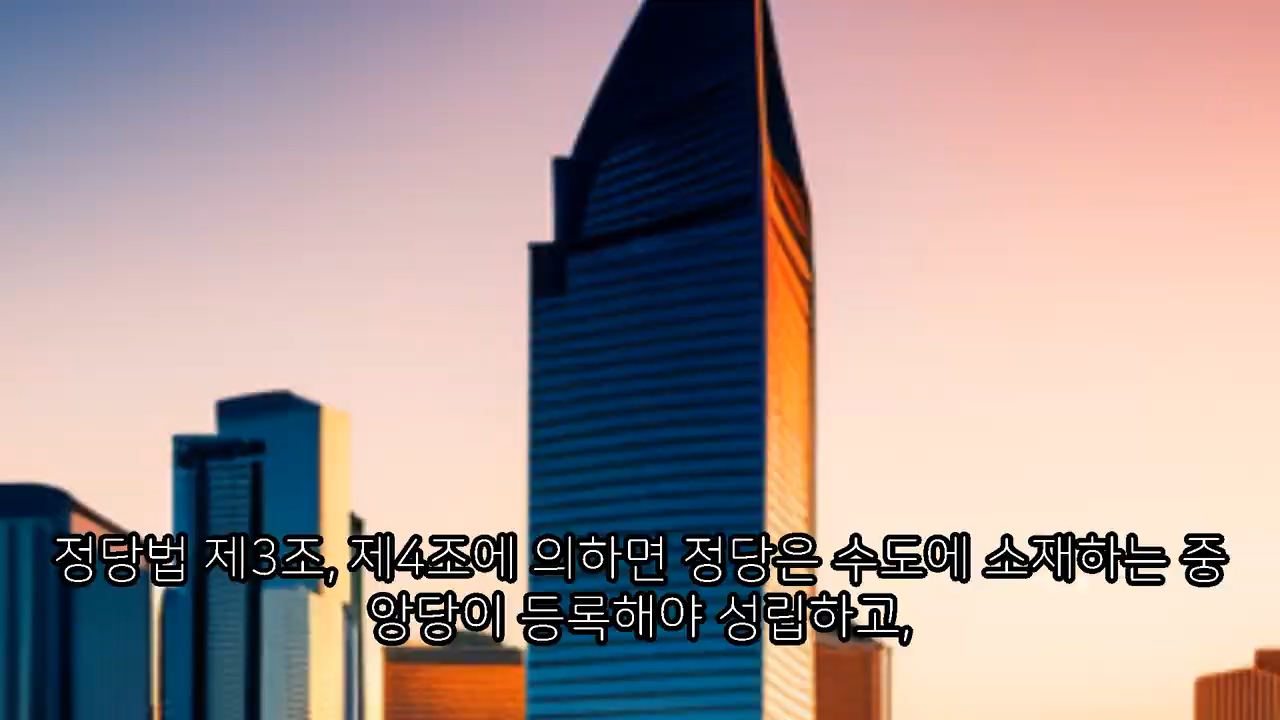 정당법 제3조, 제4조에 의하면 정당은 수도에 소재하는 중
앙당이 등록해야 성립하고,